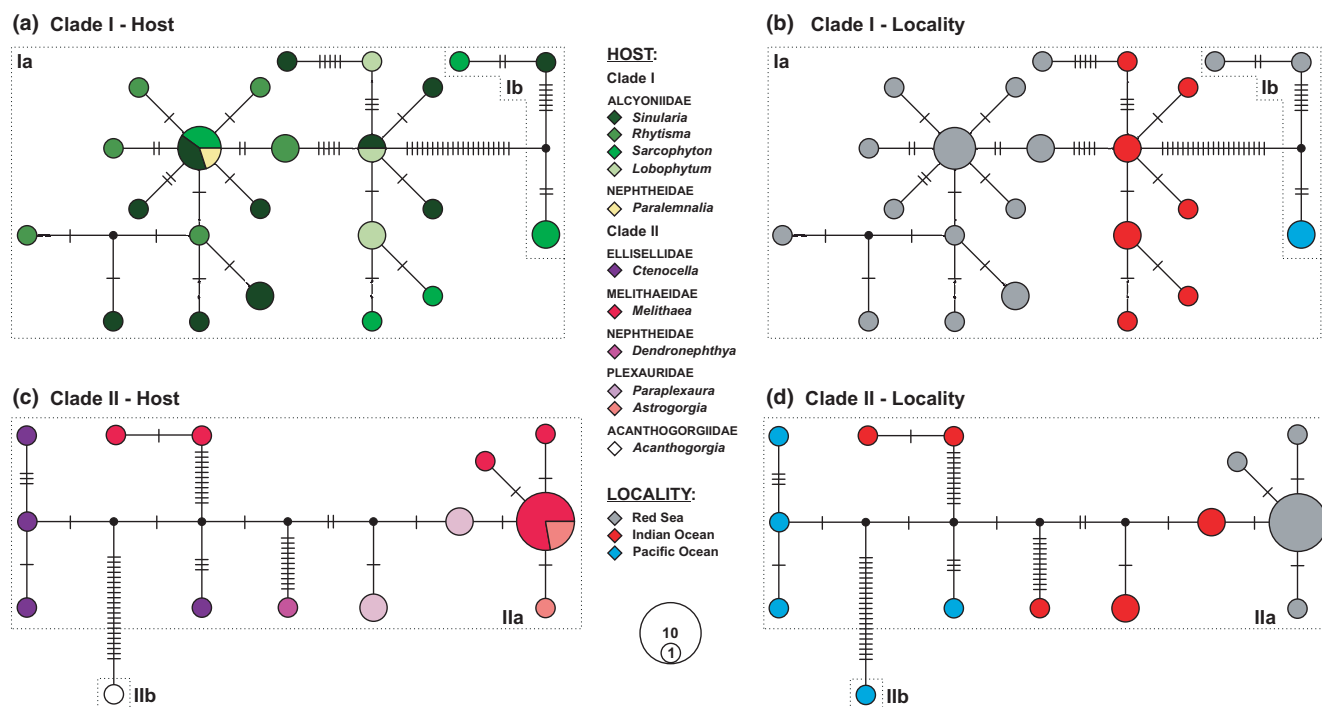 (a) Clade I - Host
Ia
Ib
HOST:
Clade I
ALCYONIIDAE
Sinularia
Rhytisma
Sarcophyton
Lobophytum
NEPHTHEIDAE
Paralemnalia
Clade II
ELLISELLIDAE
Ctenocella
MELITHAEIDAE
Melithaea
NEPHTHEIDAE
Dendronephthya
PLEXAURIDAE
Paraplexaura
Astrogorgia
ACANTHOGORGIIDAE
Acanthogorgia
LOCALITY:
Red Sea
Indian Ocean
Pacific Ocean
10
1
(b) Clade I - Locality
Ia
Ib
(c) Clade II - Host
IIa
IIb
(d) Clade II - Locality
IIa
IIb